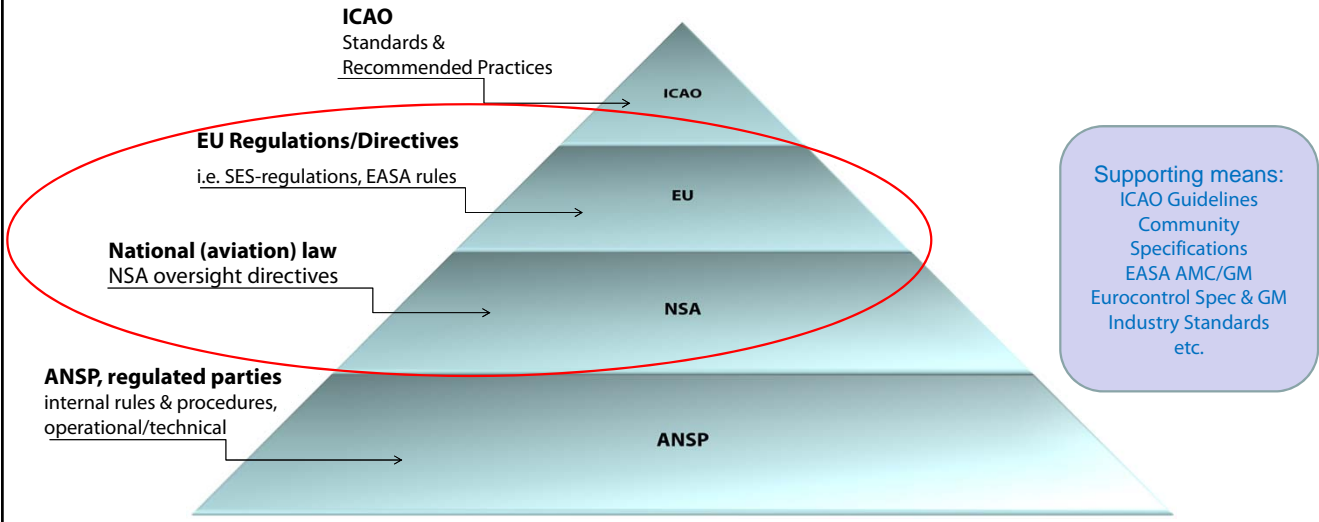 ICAO
Standards &
Recommended Practices
ICAO
EU Regulations/Directives
i.e. SES-regulations, EASA rules
EU
National (aviation) law
NSA oversight directives
NSA
ANSP, regulated parties
internal rules & procedures,
operational/technical
ANSP
Supporting means:
ICAO Guidelines
Community
Specifications
EASA AMC/GM
Eurocontrol Spec & GM
Industry Standards
etc.